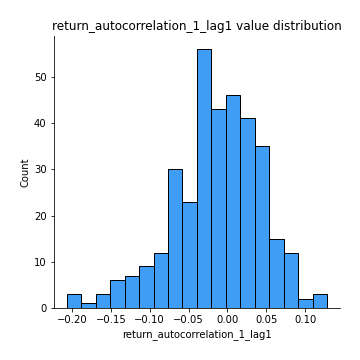 return_autocorrelation_1_lag1 value distribution
Count
50
40
30
20
10
0
−0.20 −0.15 −0.10 −0.05 0.00 0.05 0.10
return_autocorrelation_1_lag1